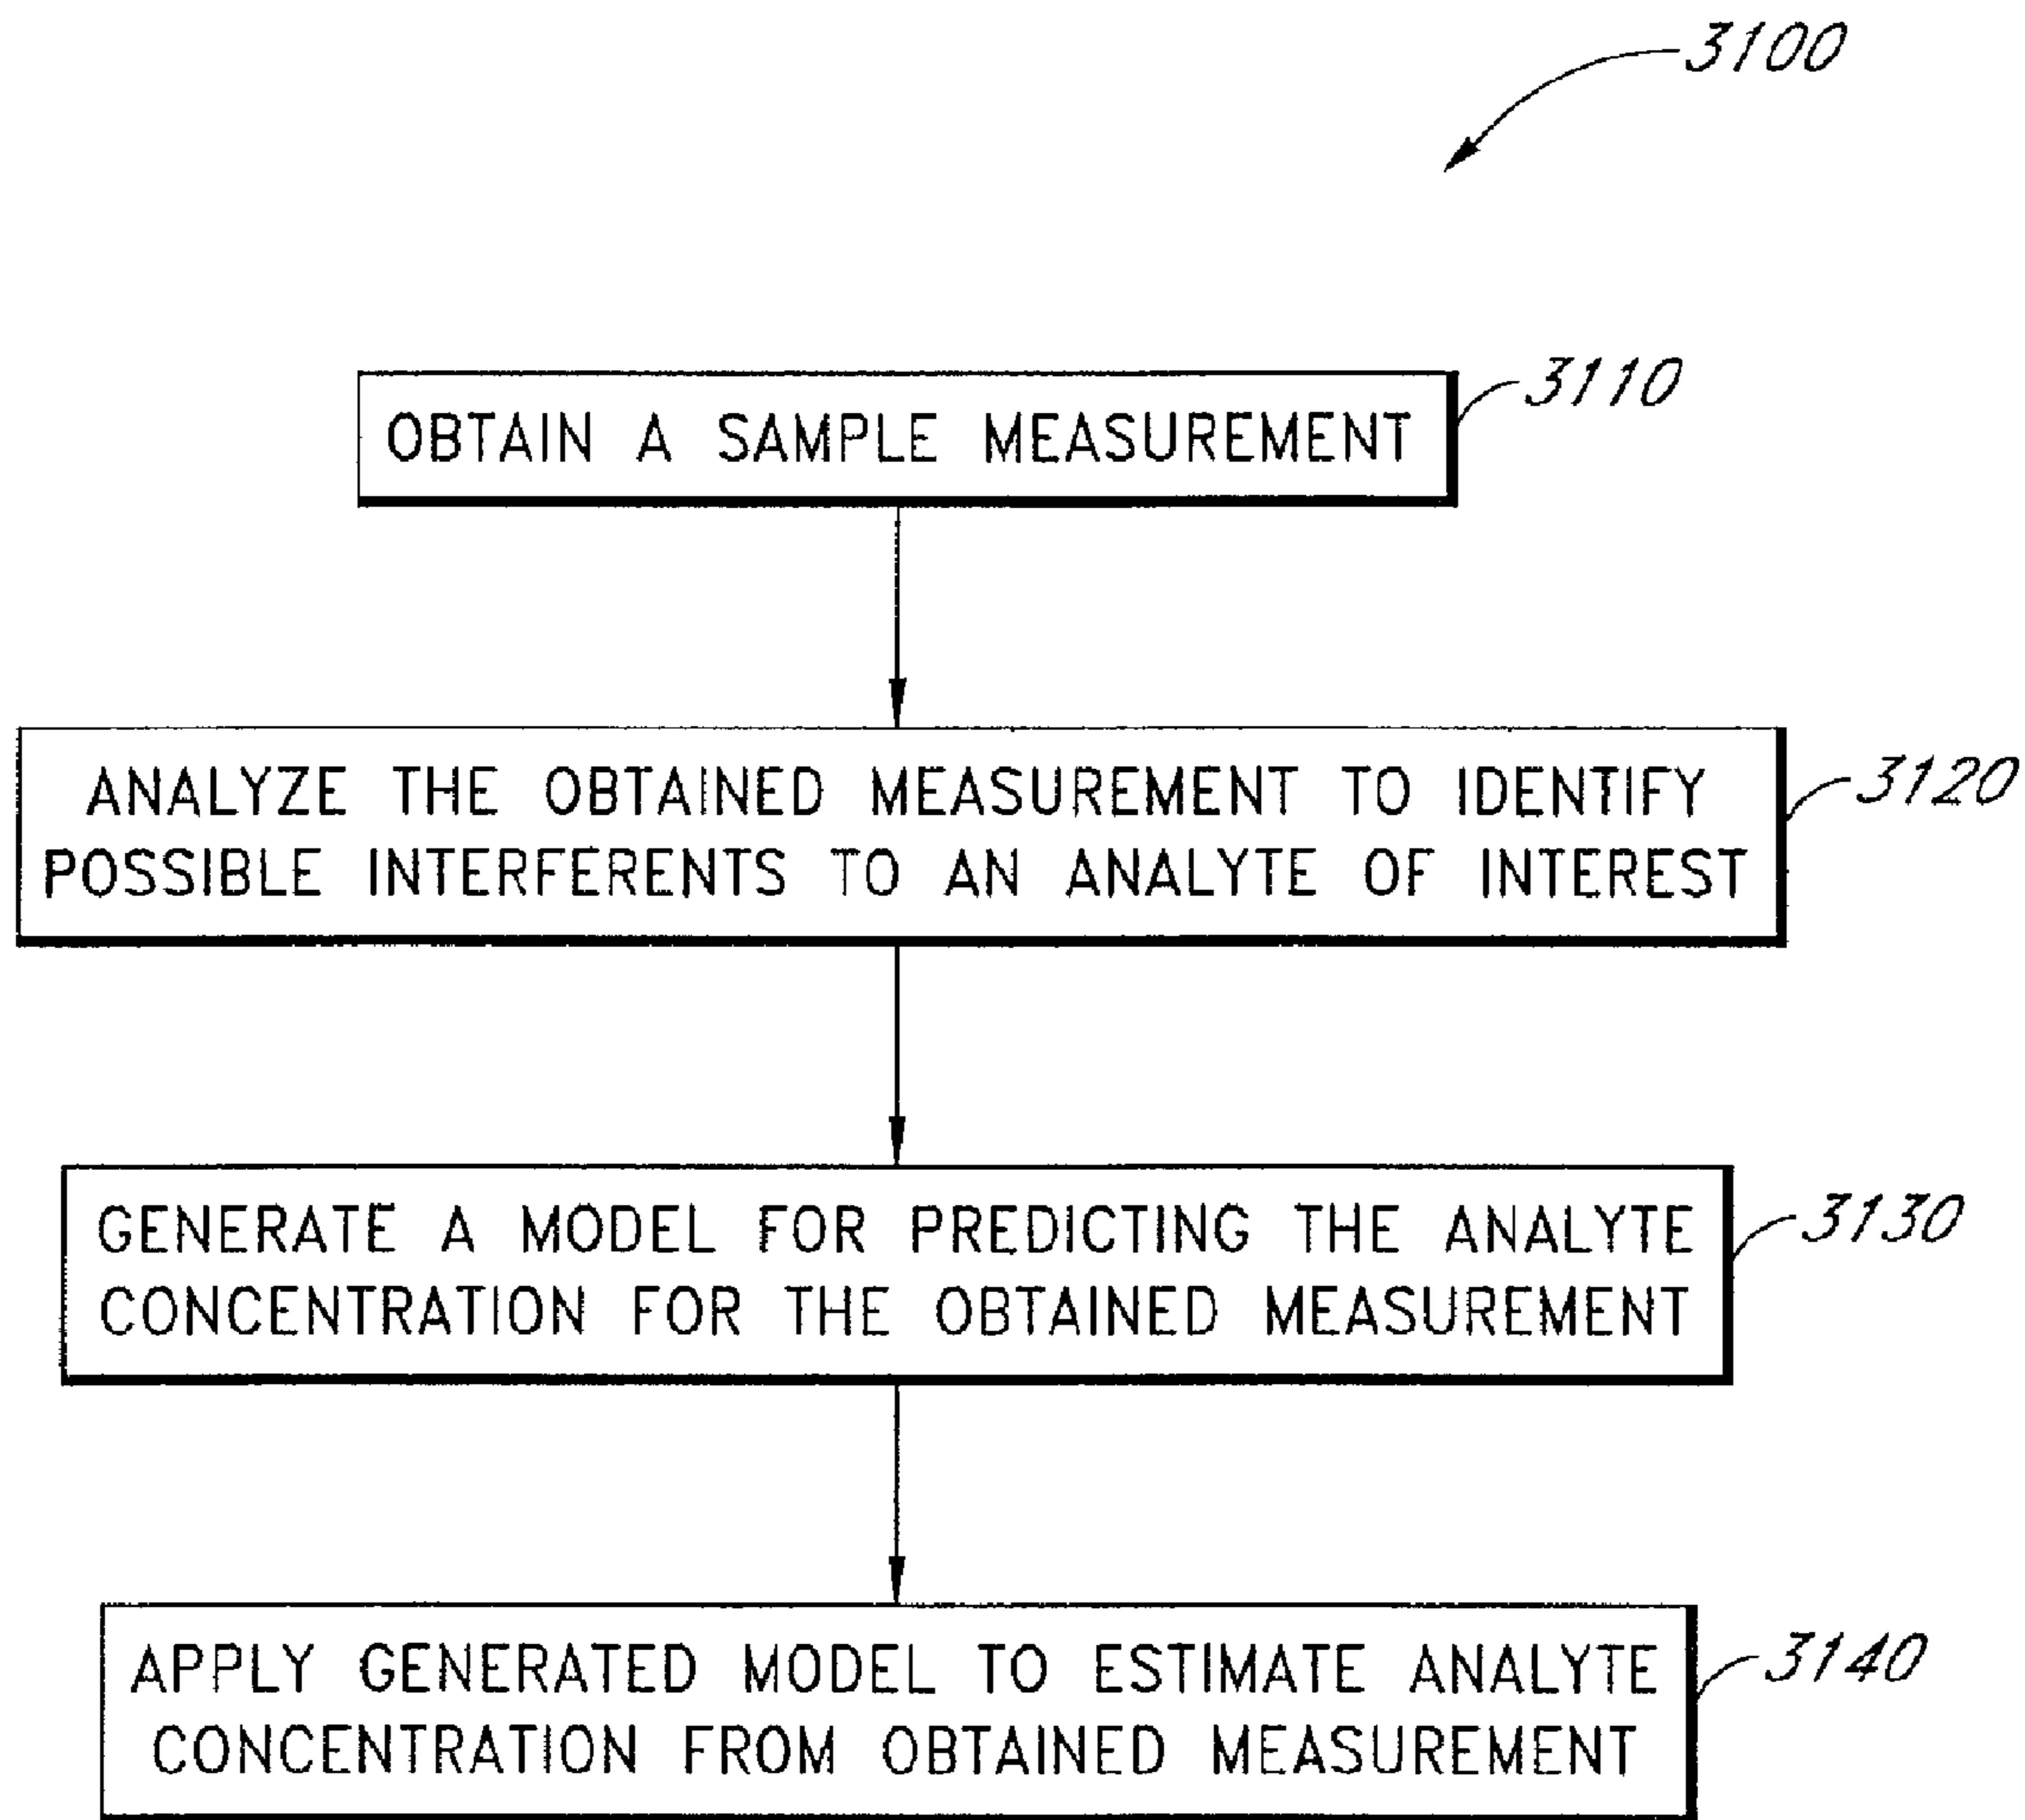 3100
OBTAIN A SAMPLE MEASUREMENT
3110
ANALYZE THE OBTAINED MEASUREMENT TO IDENTIFY
POSSIBLE INTERFERENTS TO AN ANALYTE OF INTEREST
3120
GENERATE A MODEL FOR PREDICTING THE ANALYTE
CONCENTRATION FOR THE OBTAINED MEASUREMENT
3130
APPLY GENERATED MODEL TO ESTIMATE ANALYTE
CONCENTRATION FROM OBTAINED MEASUREMENT
3140